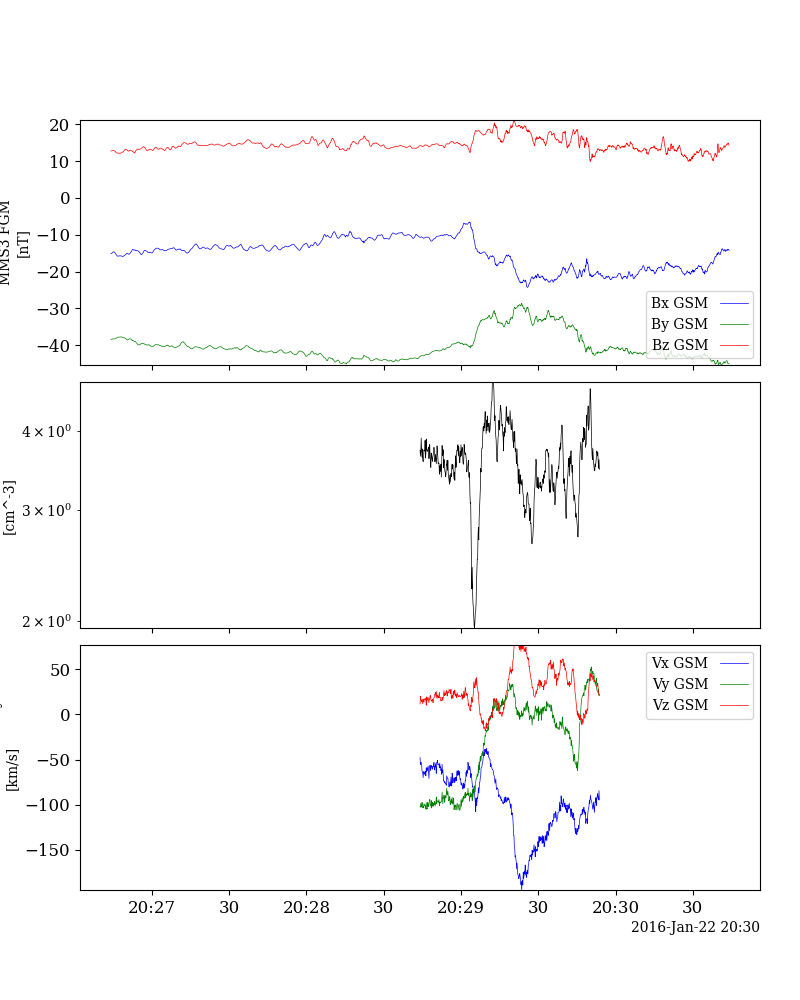 20
10
0
−10
−20
−30
−40
MMS3 FGM
[nT]
Bx GSM
By GSM
Bz GSM
4 × 10⁰
3 × 10⁰
2 × 10⁰
[cm^-3]
50
0
−50
−100
−150
[km/s]
Vx GSM
Vy GSM
Vz GSM
20:27 30 20:28 30 20:29 30 20:30 30
2016-Jan-22 20:30